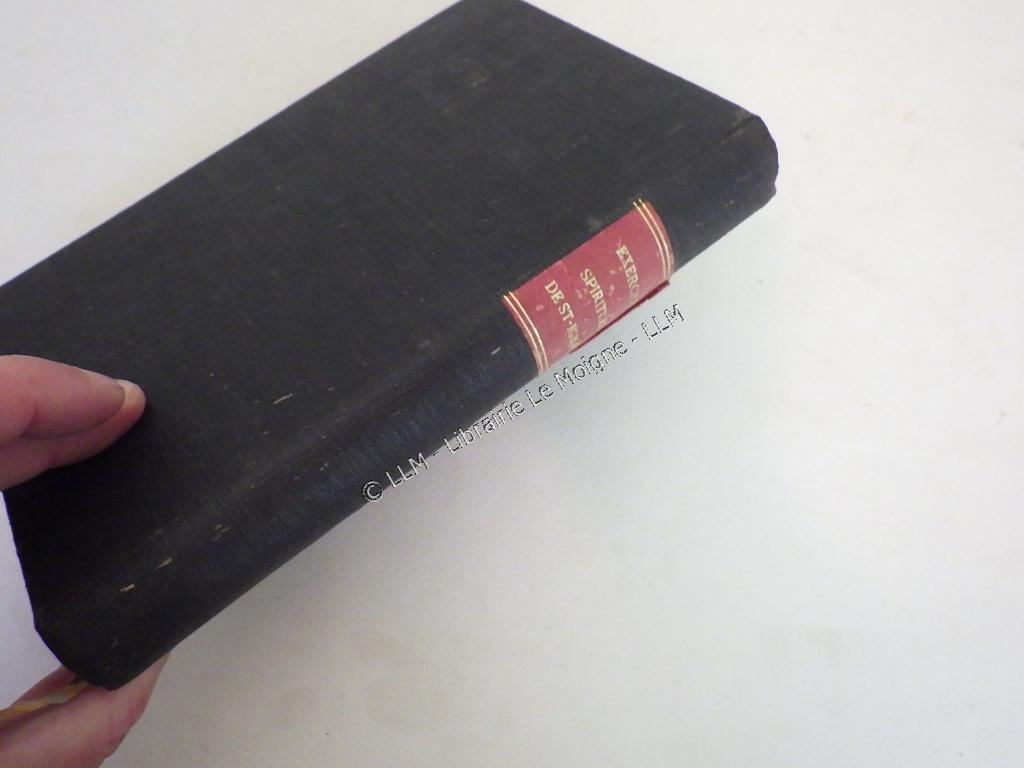 EXERC
SPIRITU
DE ST-
© LLM - Librairie Le Moigne - LLM